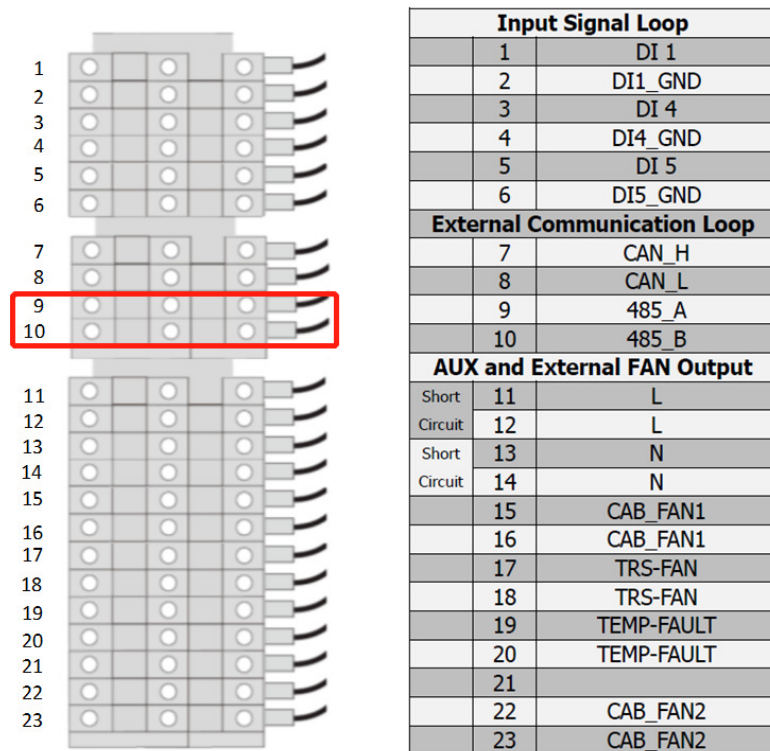 1
2
3
4
5
6
7
8
9
10
11
12
13
14
15
16
17
18
19
20
21
22
23
Input Signal Loop
1 DI 1
2 DI1_GND
3 DI 4
4 DI4_GND
5 DI 5
6 DI5_GND
External Communication Loop
7 CAN_H
8 CAN_L
9 485_A
10 485_B
AUX and External FAN Output
Short 11 L
Circuit 12 L
Short 13 N
Circuit 14 N
15 CAB_FAN1
16 CAB_FAN1
17 TRS-FAN
18 TRS-FAN
19 TEMP-FAULT
20 TEMP-FAULT
21
22 CAB_FAN2
23 CAB_FAN2